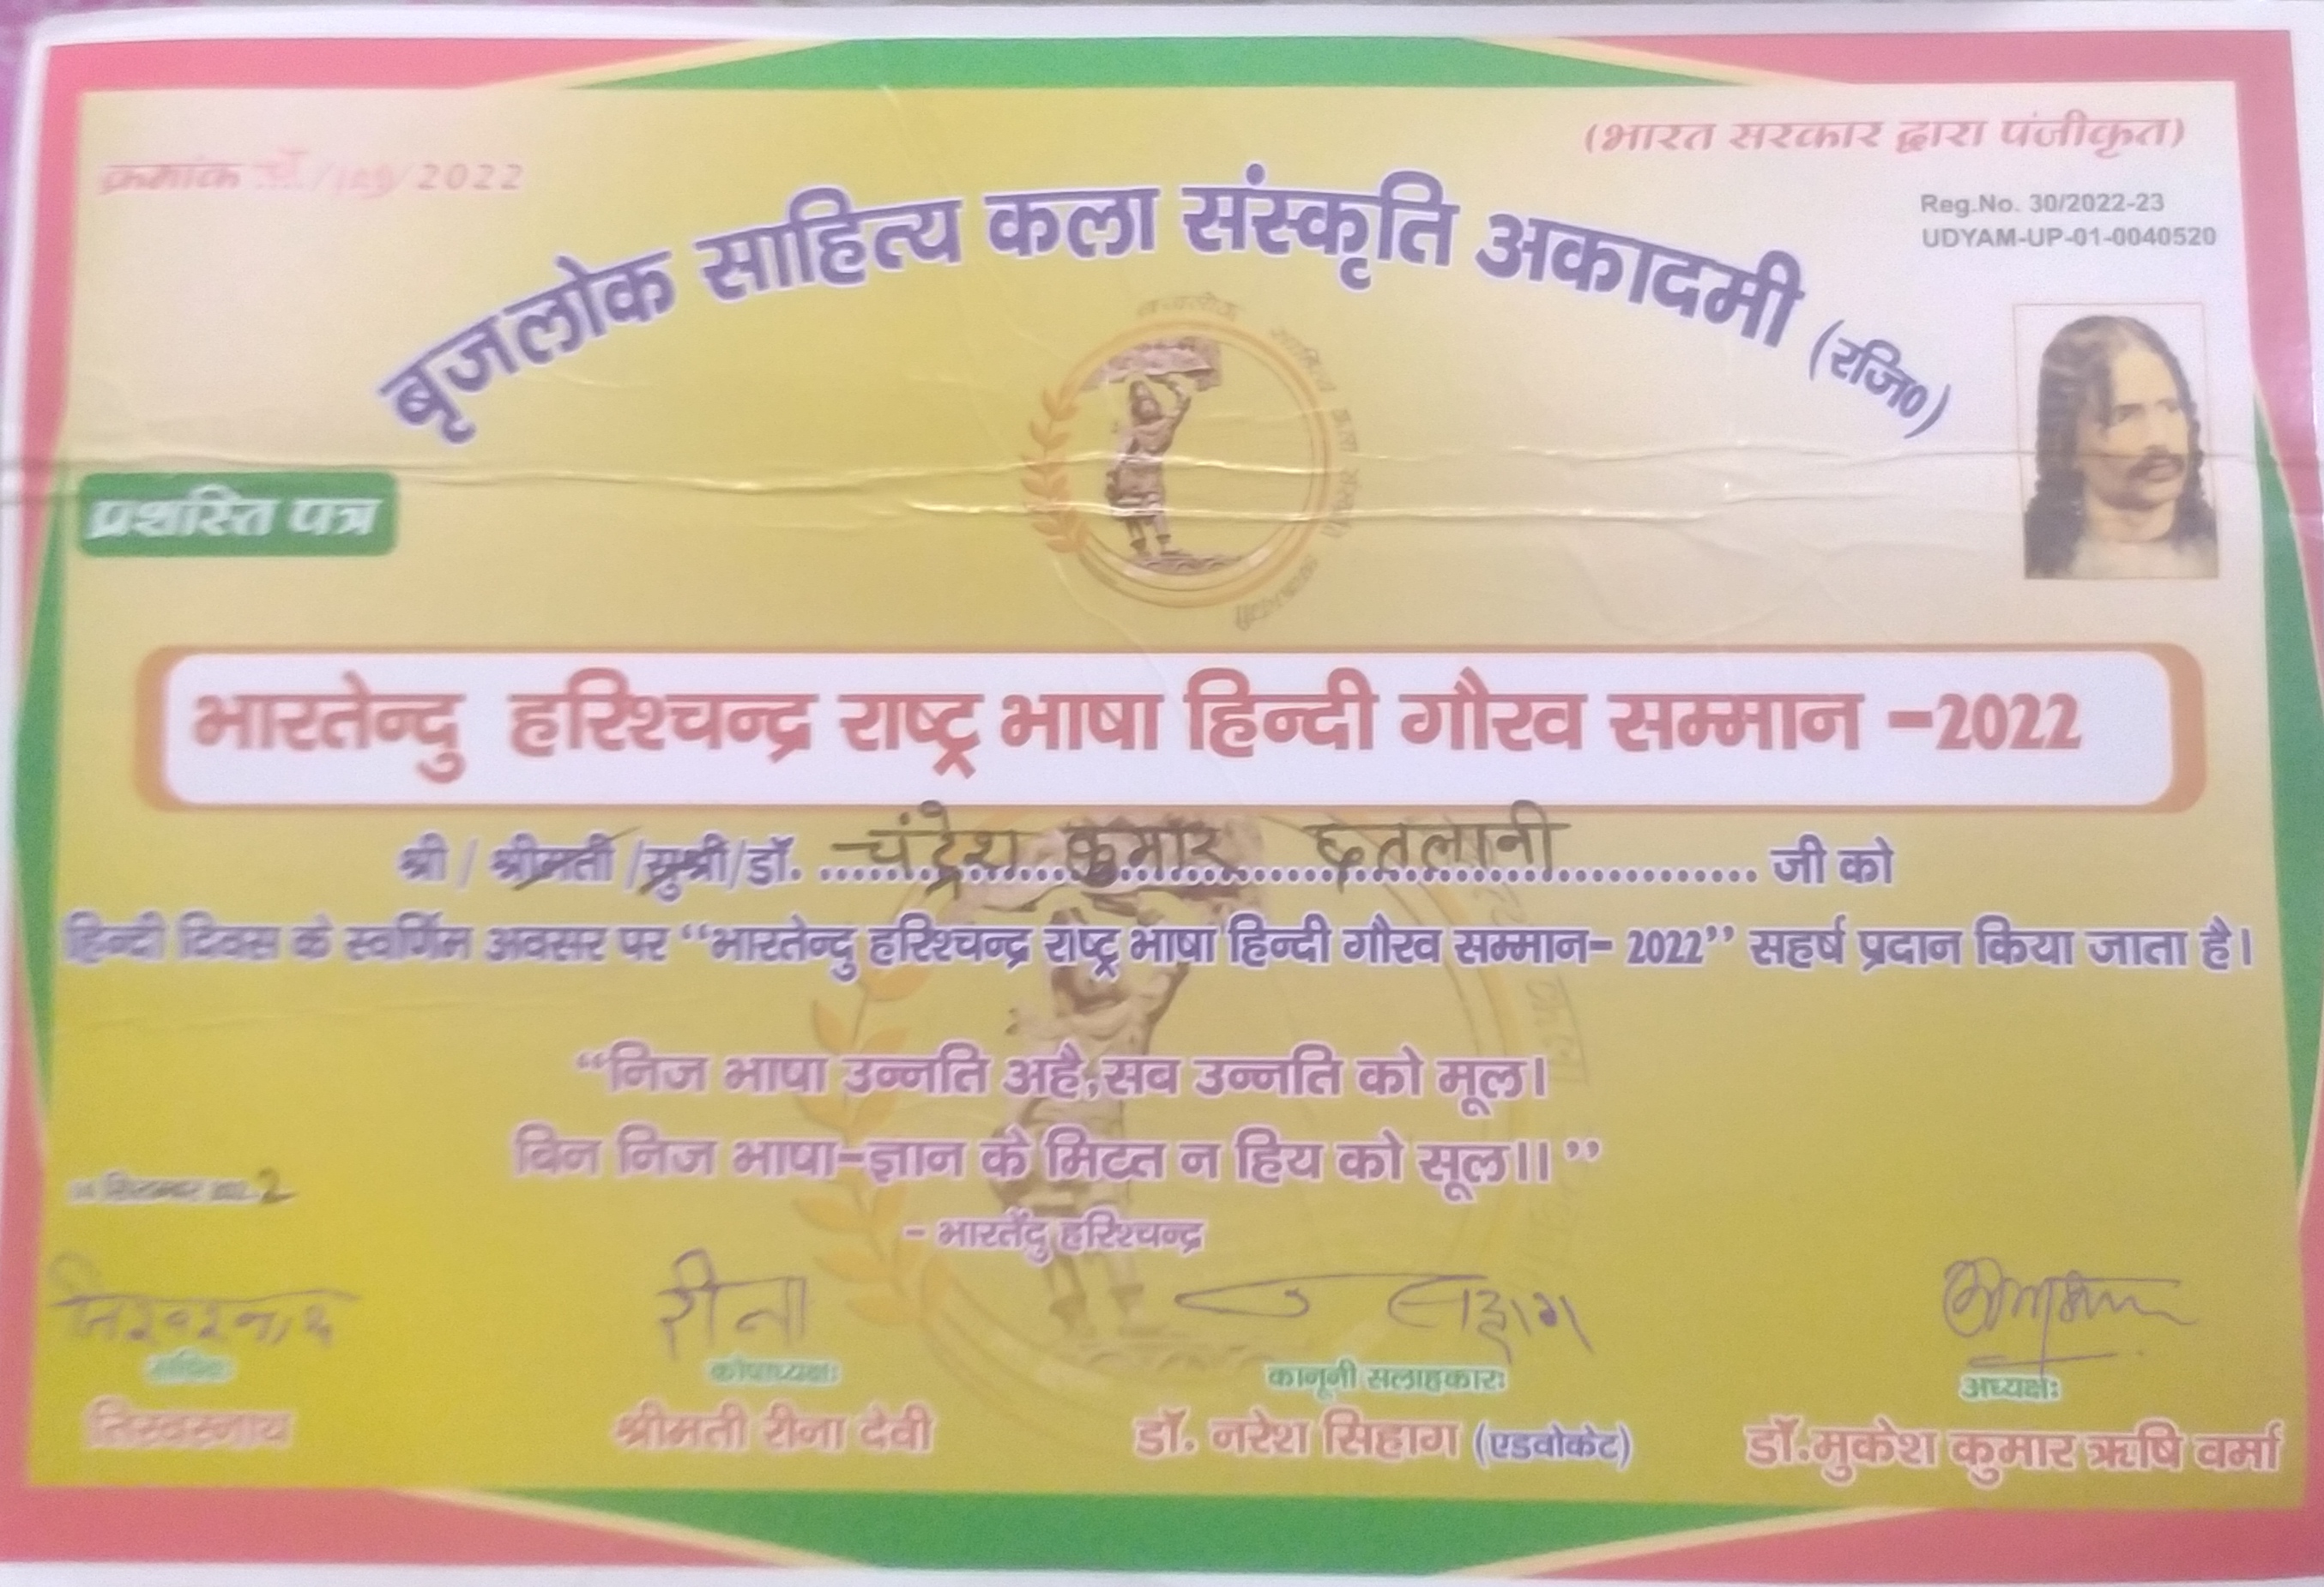 (भारत सरकार द्वारा पंजीकृत)
क्रमांक /2022
Reg.No. 30/2022-23
UDYAM-UP-01-0040520
बृजलोक साहित्य कला संस्कृति अकादमी (रजि०)
प्रशस्ति पत्र
भारतेन्दु हरिश्चन्द्र राष्ट्र भाषा हिन्दी गौरव सम्मान -2022
श्री / श्रीमती /सुश्री/डॉ. चंद्रेश कुमार छतलानी जी को
हिन्दी दिवस के स्वर्णिम अवसर पर “भारतेन्दु हरिश्चन्द्र राष्ट्र भाषा हिन्दी गौरव सम्मान- 2022” सहर्ष प्रदान किया जाता है।
“निज भाषा उन्नति अहै,सब उन्नति को मूल।
बिन निज भाषा-ज्ञान के मिटत न हिय को सूल।।”
- भारतेंदु हरिश्चन्द्र
रीना
सिहाग
कोषाध्यक्षः
कानूनी सलाहकारः
अध्यक्षः
श्रीमती रीना देवी
डॉ. नरेश सिहाग (एडवोकेट)
डॉ.मुकेश कुमार ऋषि वर्मा